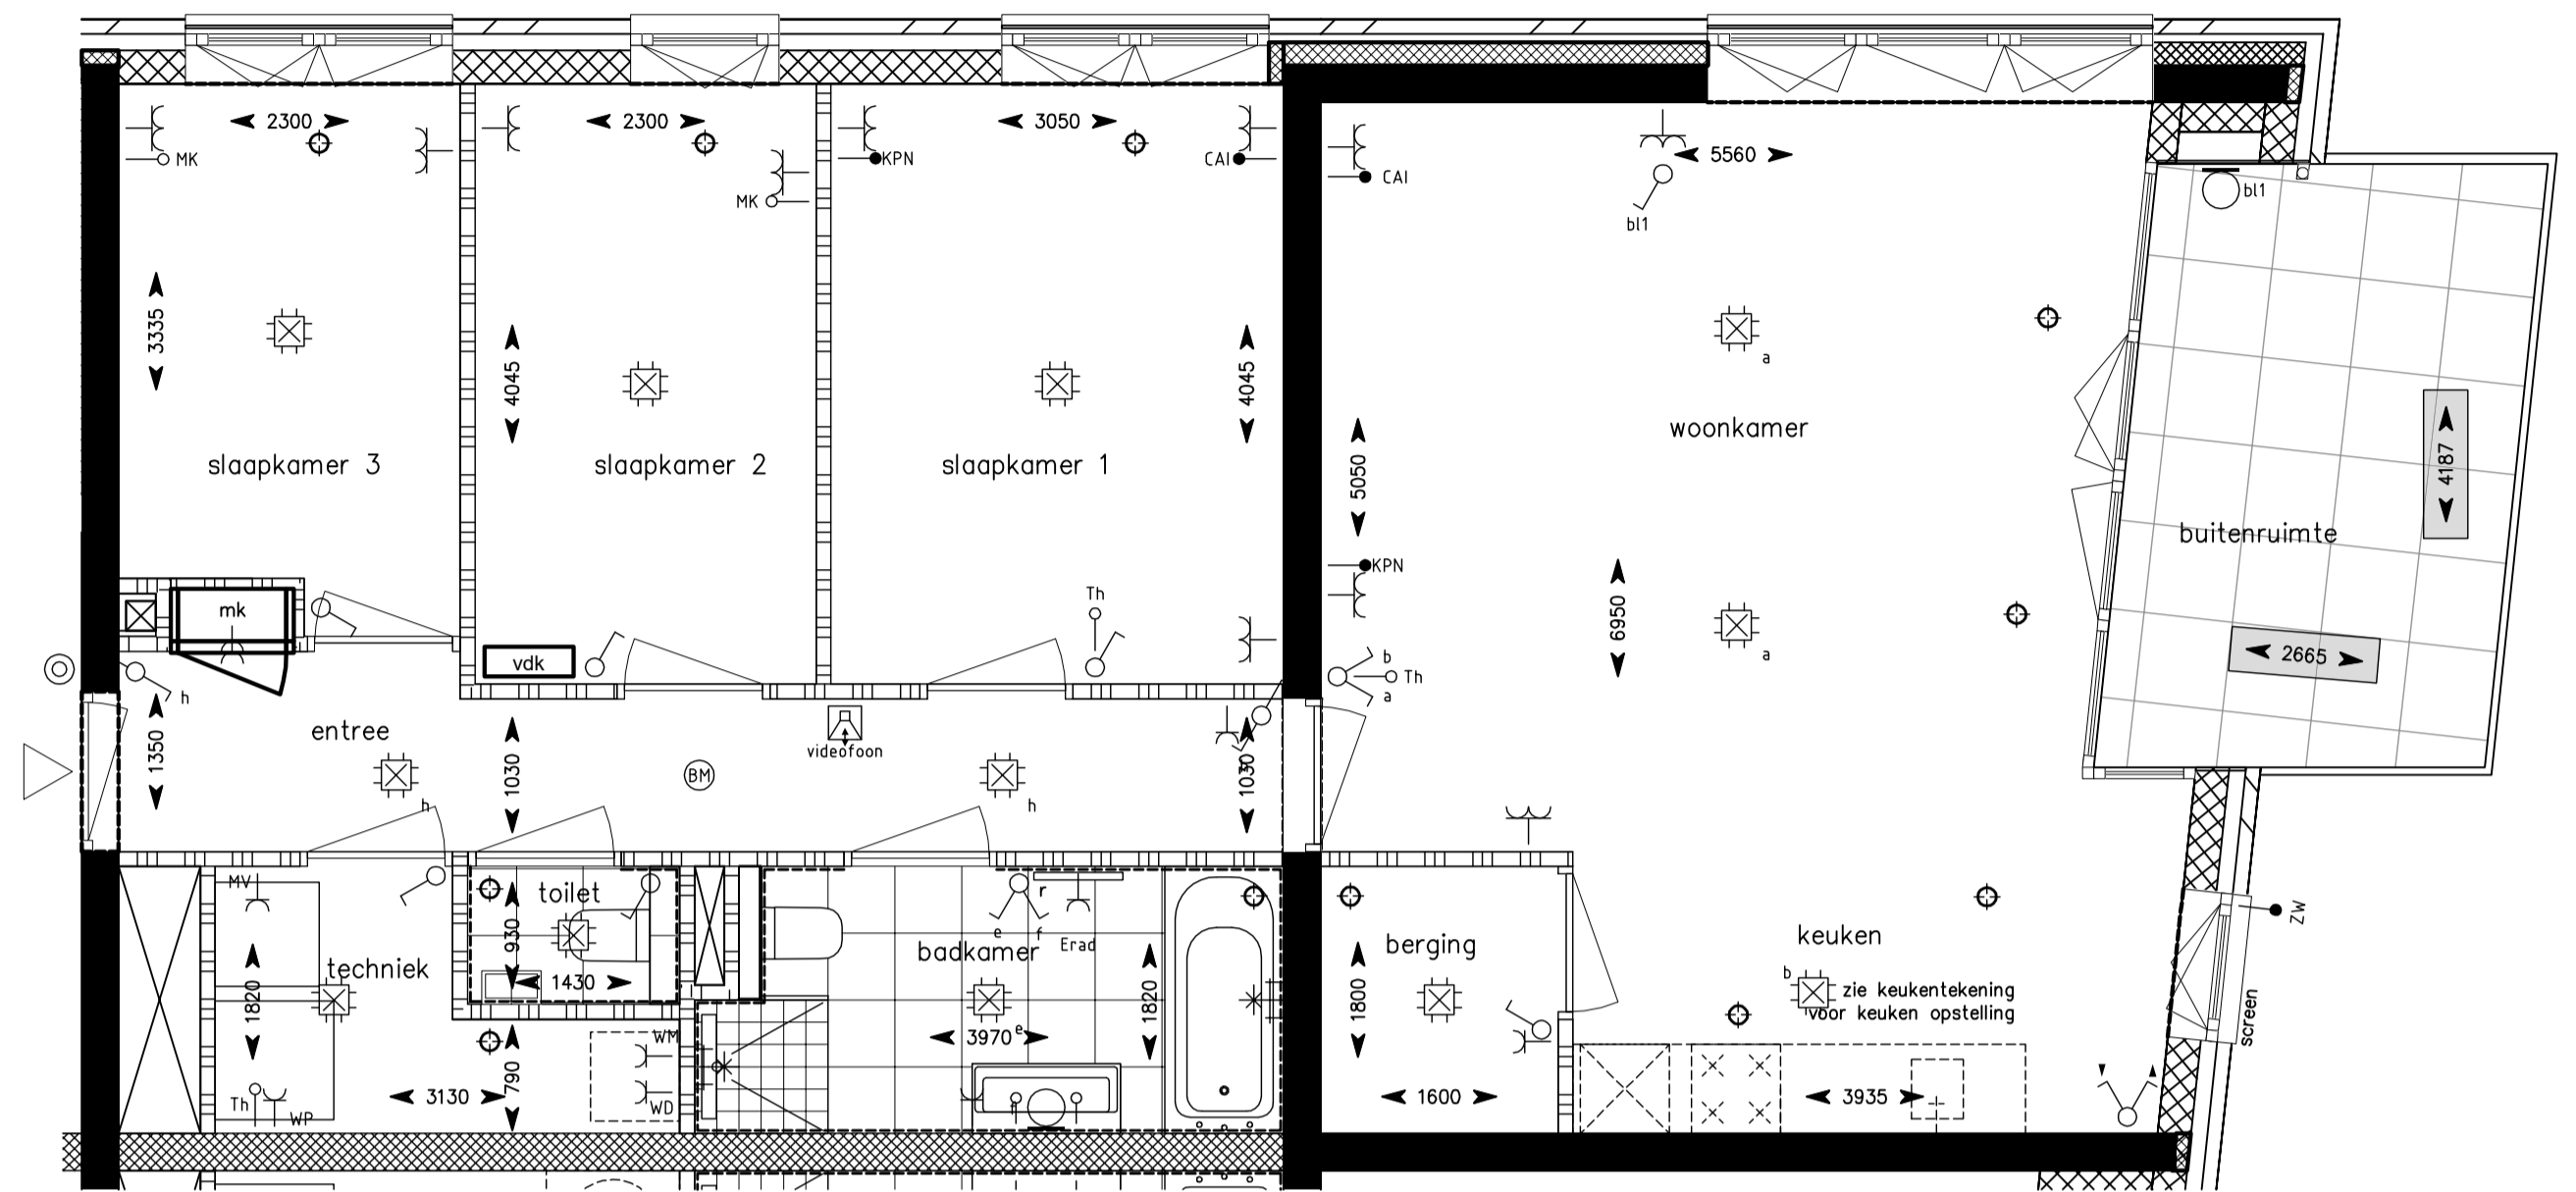 2300
2300
3050
5560
MK
KPN
CAI
CAI
MK
bl1
bl1
3335
4045
4045
a
woonkamer
slaapkamer 3
slaapkamer 2
slaapkamer 1
5050
4187
buitenruimte
KPN
Th
6950
mk
vdk
b
Th
a
a
2665
h
entree
videofoon
1350
1030
BM
1030
h
h
MV
toilet
r
e
f
Erad
930
badkamer
berging
keuken
ZW
techniek
1430
b
zie keukentekening
voor keuken opstelling
1820
1820
1800
screen
WM
3970
e
790
Th
WP
3130
WD
f
1600
3935